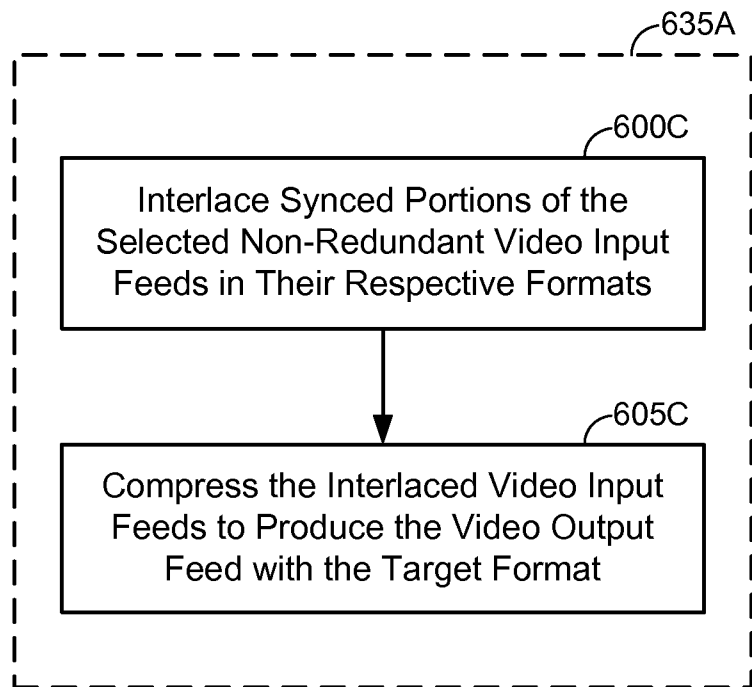 635A
600C
Interlace Synced Portions of the
Selected Non-Redundant Video Input
Feeds in Their Respective Formats
605C
Compress the Interlaced Video Input
Feeds to Produce the Video Output
Feed with the Target Format